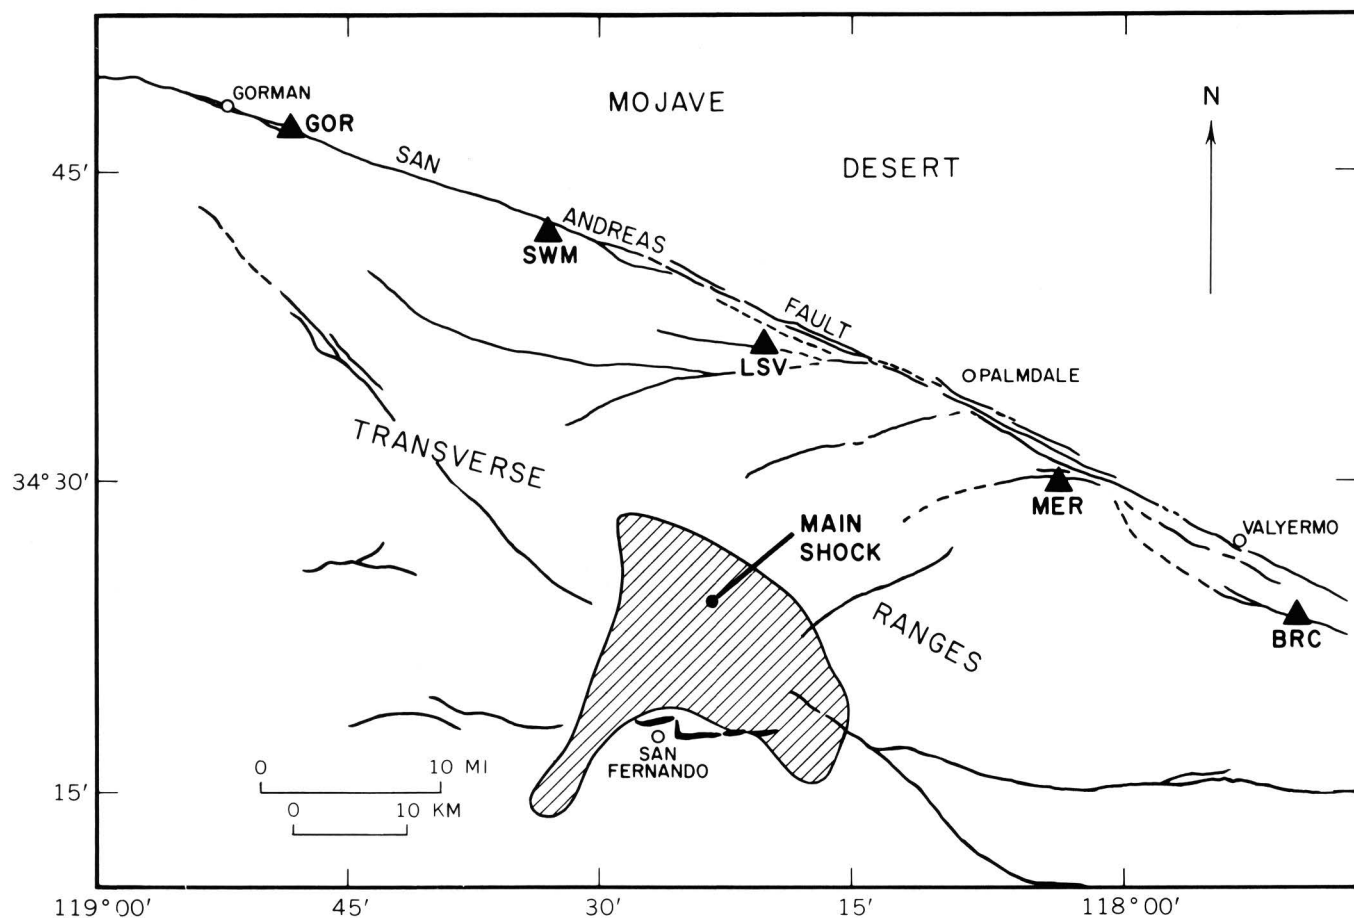 GORMAN
GOR
MOJAVE
DESERT
N
45′
SAN
ANDREAS
FAULT
SWM
LSV
OPALMDALE
TRANSVERSE
34° 30′
MER
MAIN
SHOCK
VALYERMO
RANGES
BRC
SAN
FERNANDO
0 10 MI
0 10 KM
15′
119° 00′ 45′ 30′ 15′ 118° 00′